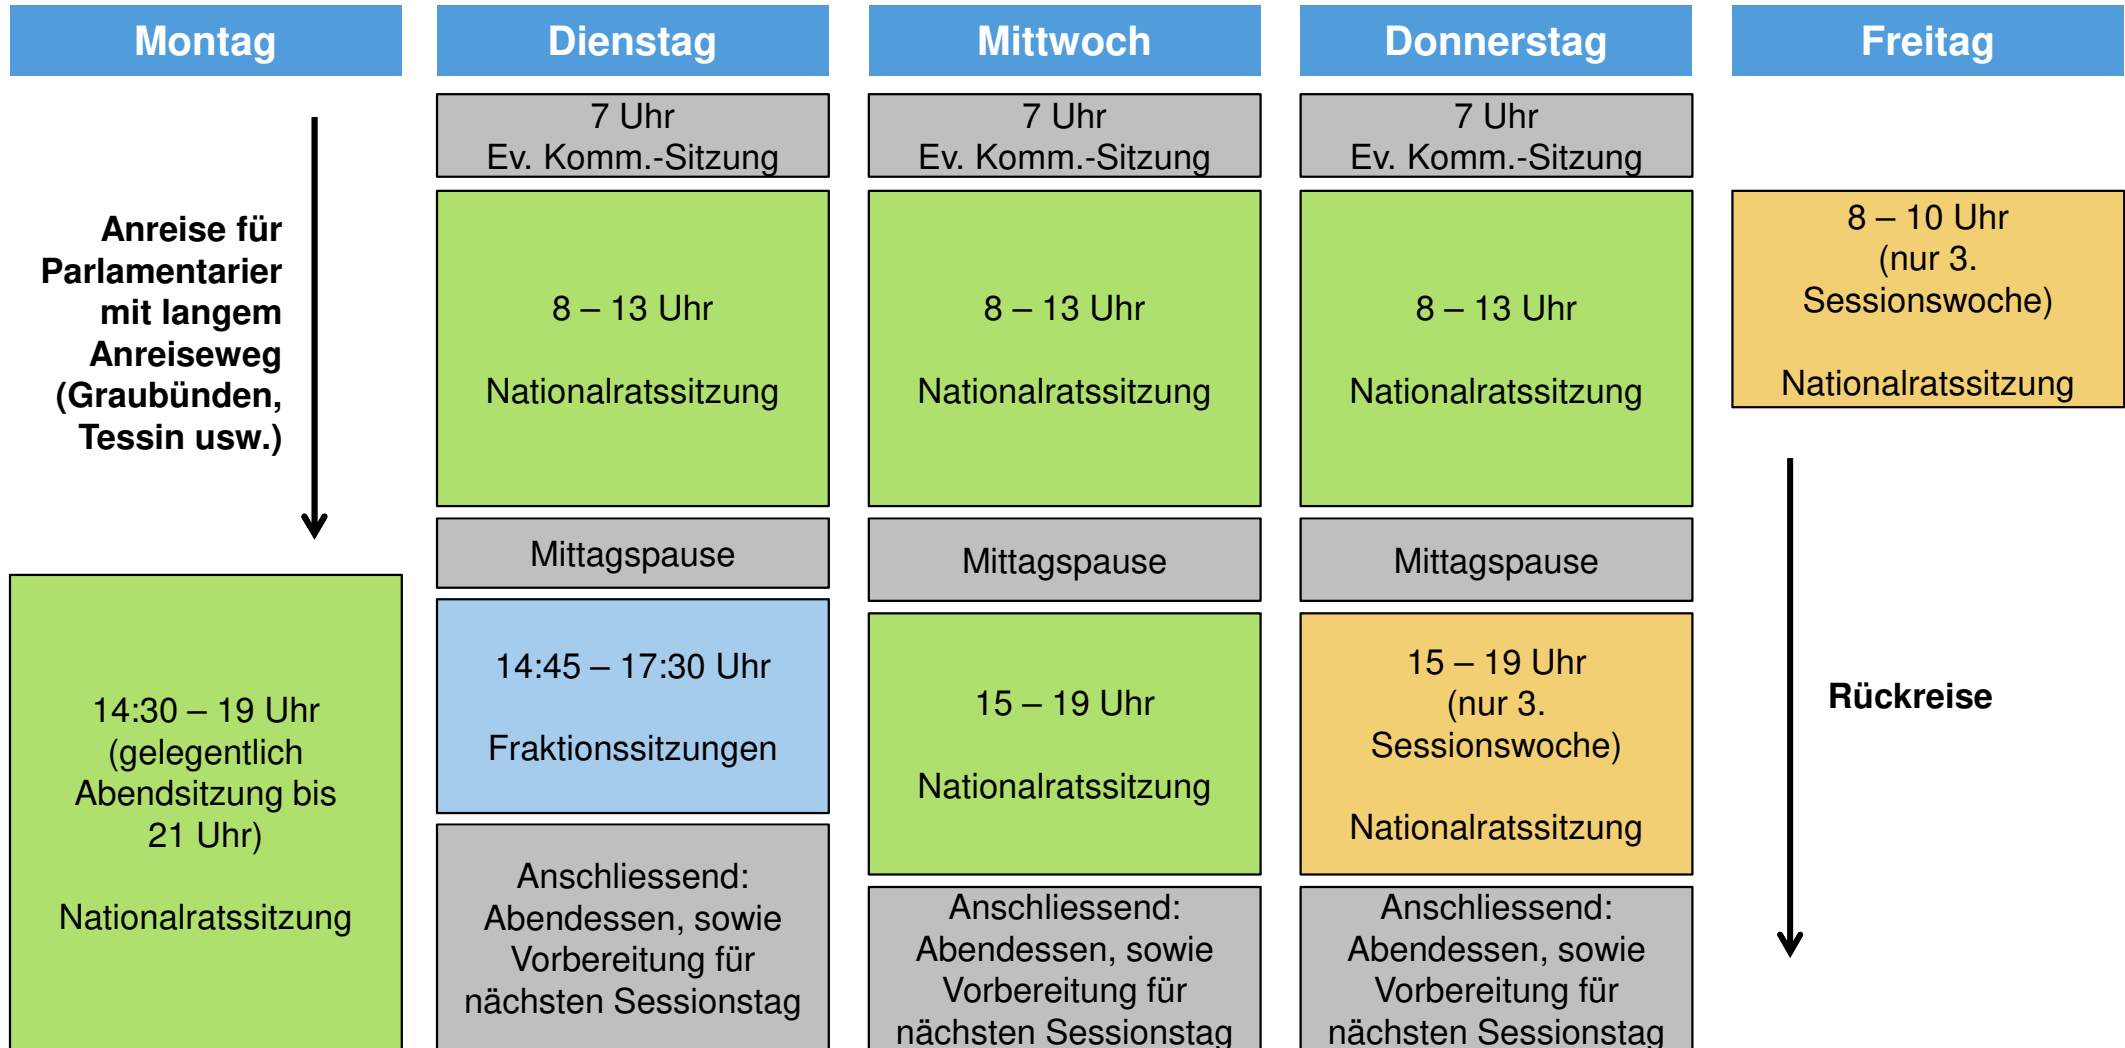 Montag
Anreise für
Parlamentarier
mit langem
Anreiseweg
(Graubünden,
Tessin usw.)
14:30 – 19 Uhr
(gelegentlich
Abendsitzung bis
21 Uhr)
Nationalratssitzung
Dienstag
7 Uhr
Ev. Komm.-Sitzung
8 – 13 Uhr
Nationalratssitzung
Mittagspause
14:45 – 17:30 Uhr
Fraktionssitzungen
Anschliessend:
Abendessen, sowie
Vorbereitung für
nächsten Sessionstag
Mittwoch
7 Uhr
Ev. Komm.-Sitzung
8 – 13 Uhr
Nationalratssitzung
Mittagspause
15 – 19 Uhr
Nationalratssitzung
Anschliessend:
Abendessen, sowie
Vorbereitung für
nächsten Sessionstag
Donnerstag
7 Uhr
Ev. Komm.-Sitzung
8 – 13 Uhr
Nationalratssitzung
Mittagspause
15 – 19 Uhr
(nur 3.
Sessionswoche)
Nationalratssitzung
Anschliessend:
Abendessen, sowie
Vorbereitung für
nächsten Sessionstag
Freitag
8 – 10 Uhr
(nur 3.
Sessionswoche)
Nationalratssitzung
Rückreise